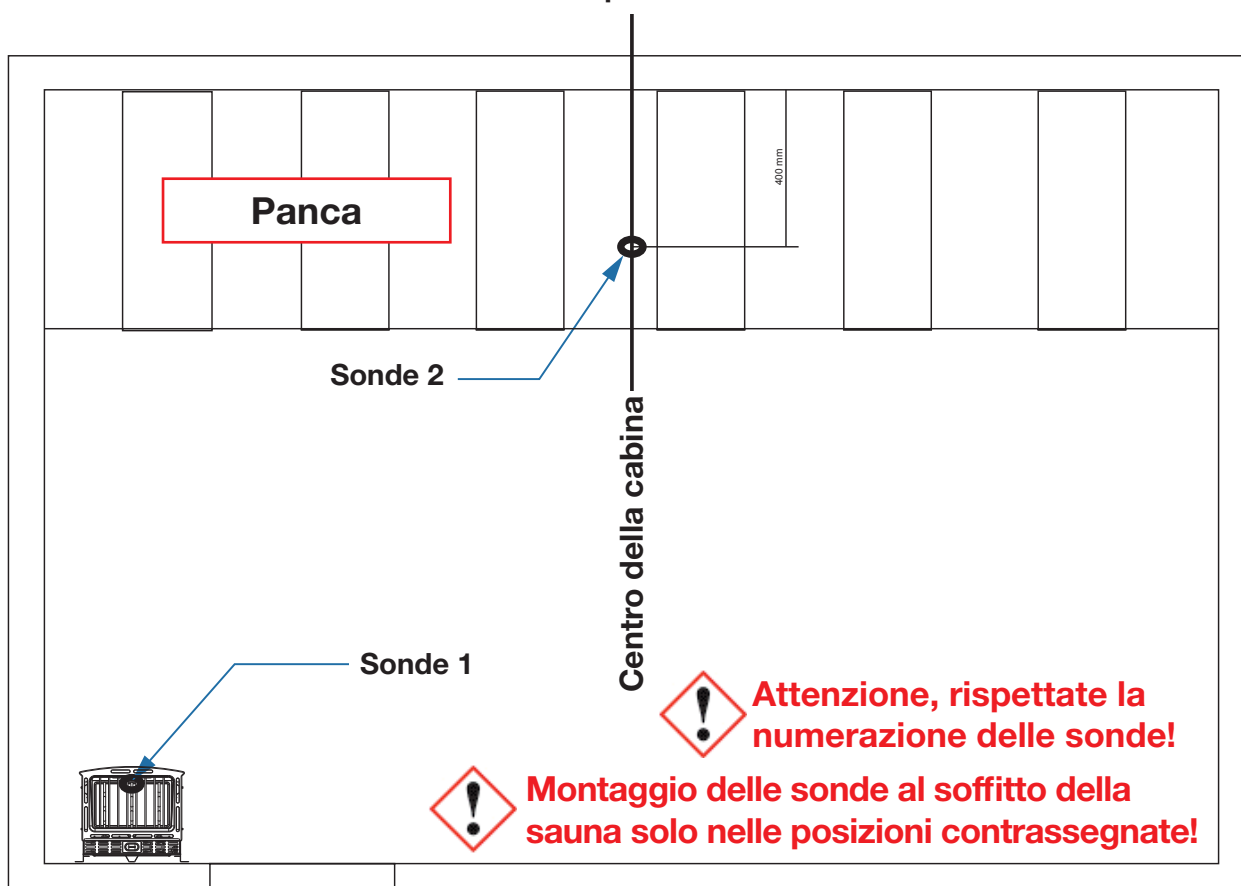 400 mm
Panca
Sonde 2
Centro della cabina
Sonde 1
Attenzione, rispettate la
numerazione delle sonde!
Montaggio delle sonde al soffitto della
sauna solo nelle posizioni contrassegnate!